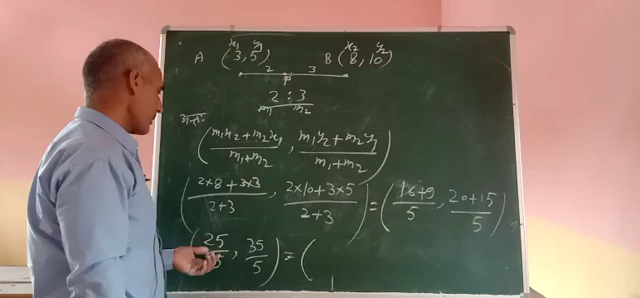 x₁ y₁ x₂ y₂
A (3, 5) B (8, 10)
2 P 3
2 : 3
m₁ m₂
(m₁x₂+m₂x₁/m₁+m₂, m₁y₂+m₂y₁/m₁+m₂)
(2×8+3×3/2+3, 2×10+3×5/2+3) = (16+9/5, 20+15/5)
(25/5, 35/5) = (